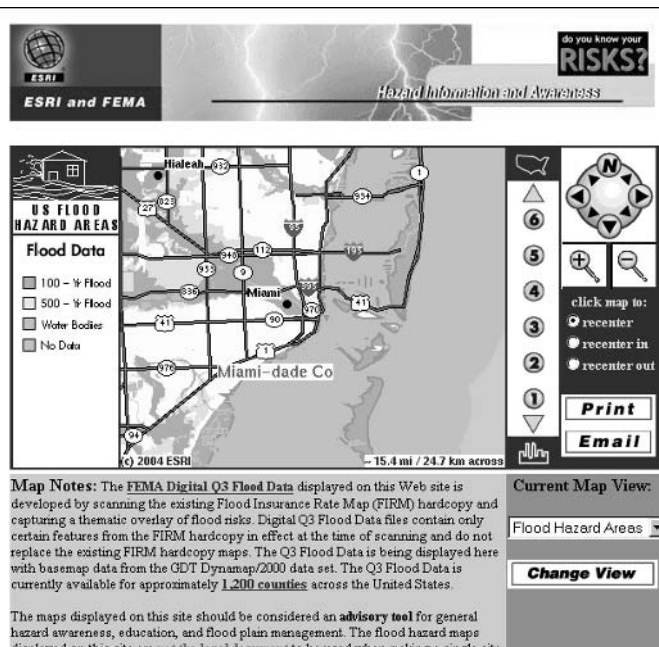 do you know your
RISKS?
ESRI
ESRI and FEMA
Hazard Information and Awareness
US FLOOD
HAZARD AREAS
Flood Data
100 - Yr Flood
500 - Yr Flood
Water Bodies
No Data
Hialeah
932
1
27
823
934
95
112
195
948
953
9
836
Miami
395
970
41
41
90
1
976
Miami-dade Co
94
(c) 2004 ESRI
~ 15.4 mi / 24.7 km across
6
5
4
3
2
1
N
click map to:
recenter
recenter in
recenter out
Print
Email
Map Notes: The FEMA Digital Q3 Flood Data displayed on this Web site is
developed by scanning the existing Flood Insurance Rate Map (FIRM) hardcopy and
capturing a thematic overlay of flood risks. Digital Q3 Flood Data files contain only
certain features from the FIRM hardcopy in effect at the time of scanning and do not
replace the existing FIRM hardcopy maps. The Q3 Flood Data is being displayed here
with basemap data from the GDT Dynamap/2000 data set. The Q3 Flood Data is
currently available for approximately 1,200 counties across the United States.
The maps displayed on this site should be considered an advisory tool for general
hazard awareness, education, and flood plain management. The flood hazard maps
Current Map View:
Flood Hazard Areas
Change View